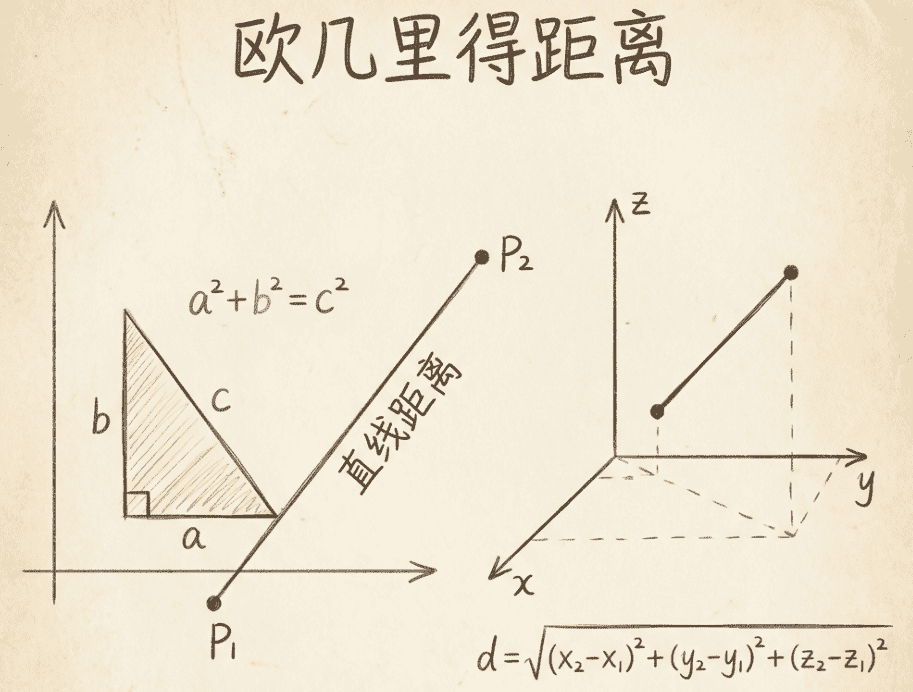 欧几里得距离
z
P₂
a²+b²=c²
b
c
直线距离
a
y
x
P₁
d=√(x₂-x₁)²+(y₂-y₁)²+(z₂-z₁)²